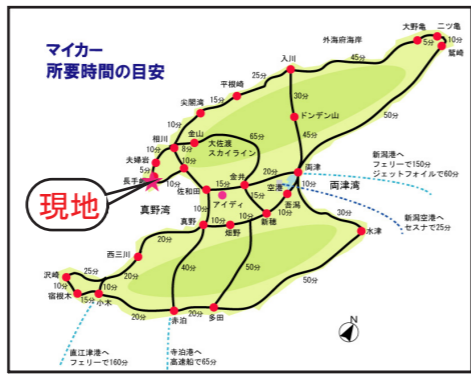 マイカー
所要時間の目安
外海府海岸
大野亀
二ツ亀
5分
10分
鷲崎
入川
45分
25分
平根崎
15分
尖閣湾
10分
30分
ドンデン山
50分
相川
金山
10分
8分
大佐渡
スカイライン
65分
45分
夫婦岩
5分
長手岬
10分
10分
現地
真野湾
佐和田
15分
アイディ
金井
15分
空港
両津
10分
吾潟
両津湾
新潟港へ
フェリーで150分
ジェットフォイルで60分
新潟空港へ
セスナで25分
10分
真野
10分
畑野
10分
新穂
10分
30分
水津
西三川
20分
20分
40分
50分
50分
沢崎
25分
10分
宿根木
15分
小木
10分
20分
赤泊
20分
多田
N
直江津港へ
フェリーで160分
寺泊港へ
高速船で65分